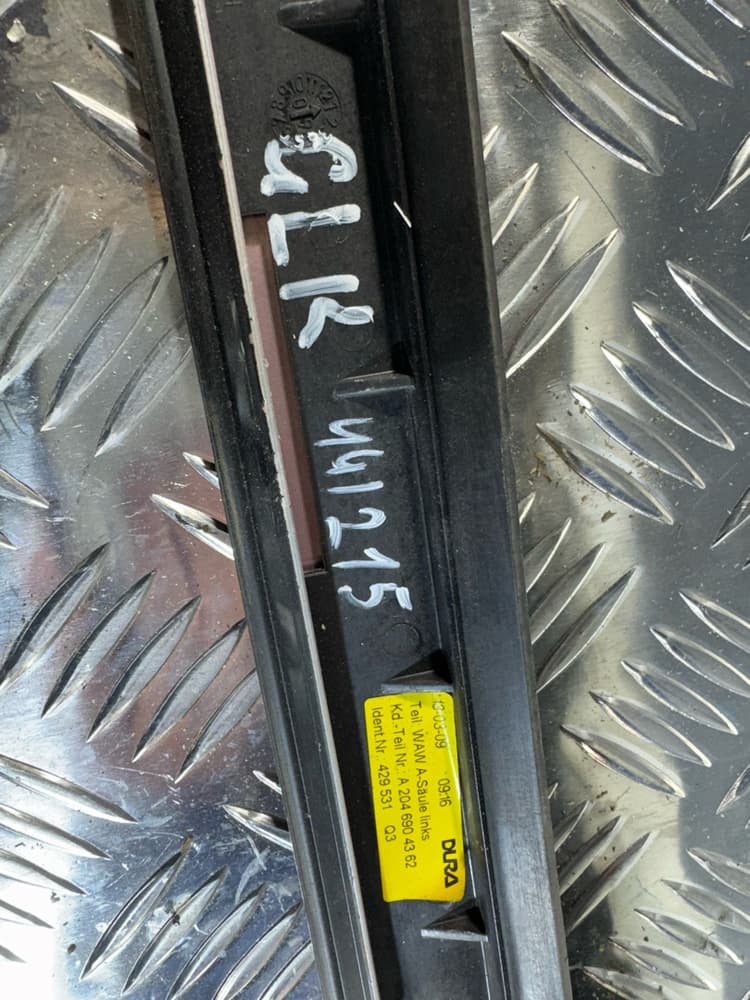 GLK
441215
13-03-09 09:16
Teil: WAW A-Säule links
Kd.-Teil Nr.: A 204 690 43 62
Ident.Nr.: 429 531 Q3
DURA